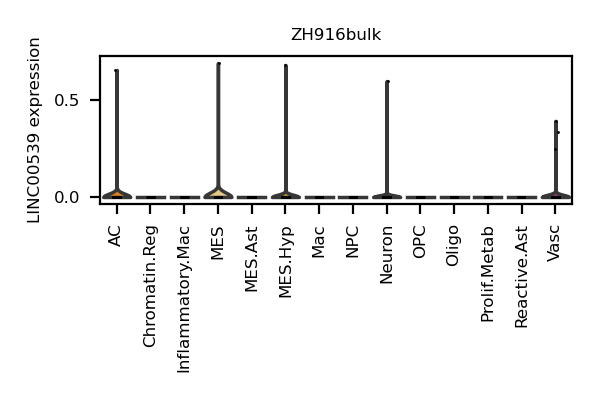 ZH916bulk
LINC00539 expression
0.5
0.0
AC
Chromatin.Reg
Inflammatory.Mac
MES
MES.Ast
MES.Hyp
Mac
NPC
Neuron
OPC
Oligo
Prolif.Metab
Reactive.Ast
Vasc